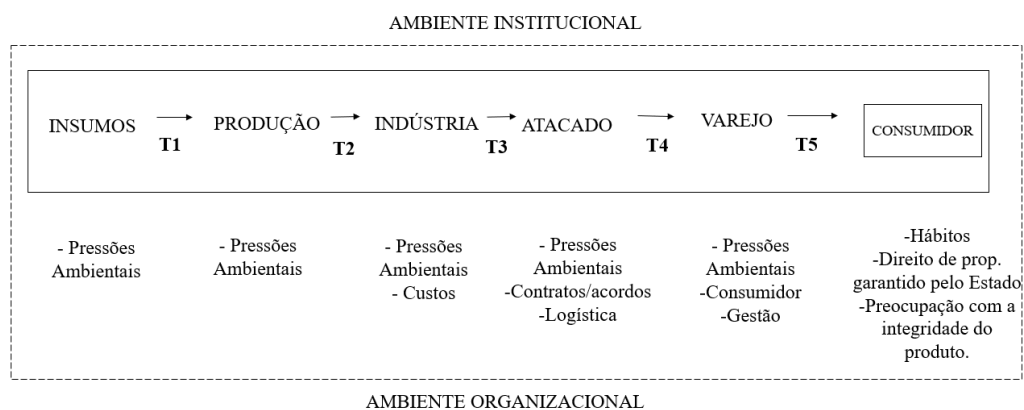 AMBIENTE INSTITUCIONAL
INSUMOS
T1
PRODUÇÃO
T2
INDÚSTRIA
T3
ATACADO
T4
VAREJO
T5
CONSUMIDOR
- Pressões
Ambientais
- Pressões
Ambientais
- Pressões
Ambientais
- Custos
- Pressões
Ambientais
-Contratos/acordos
-Logística
- Pressões
Ambientais
-Consumidor
-Gestão
-Hábitos
-Direito de prop.
garantido pelo Estado
-Preocupação com a
integridade do
produto.
AMBIENTE ORGANIZACIONAL